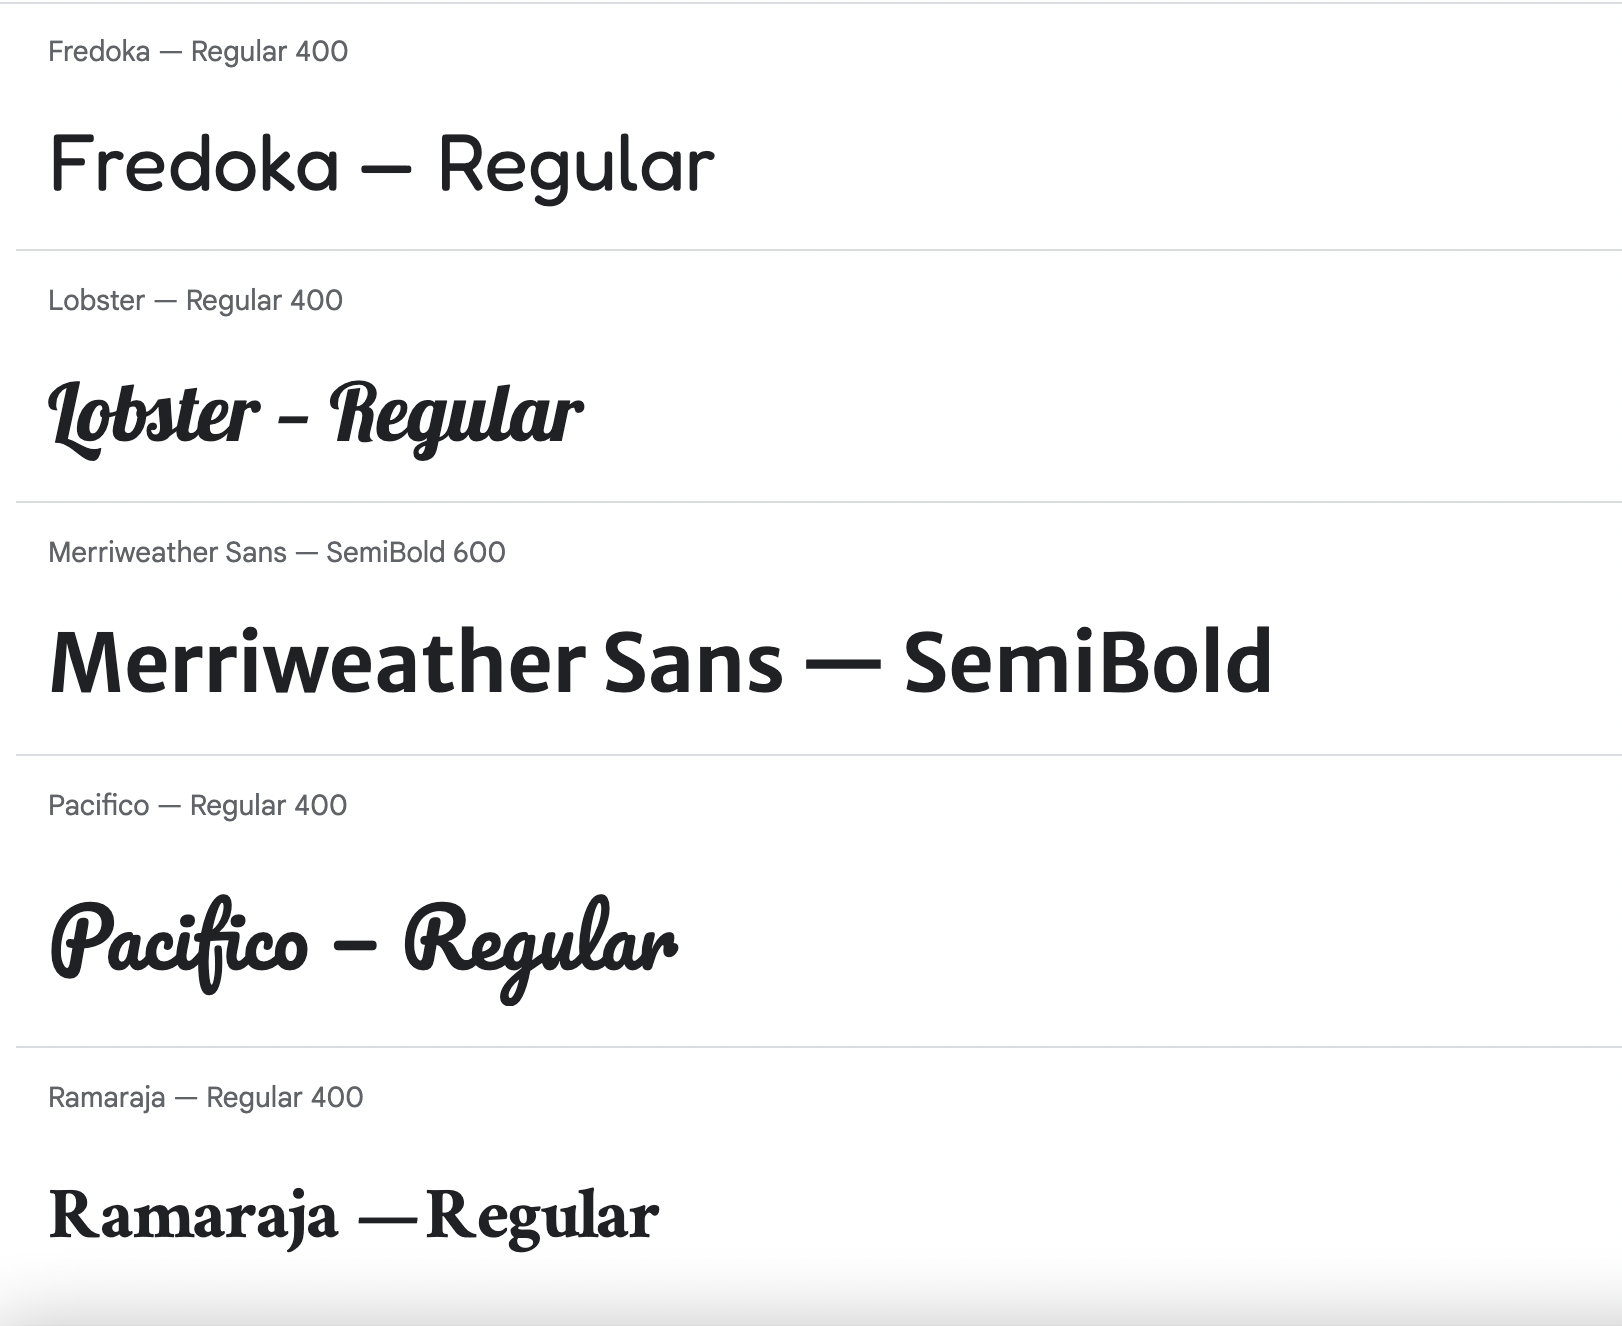 Fredoka — Regular 400
Fredoka — Regular
Lobster — Regular 400
Lobster — Regular
Merriweather Sans — SemiBold 600
Merriweather Sans — SemiBold
Pacifico — Regular 400
Pacifico — Regular
Ramaraja — Regular 400
Ramaraja — Regular